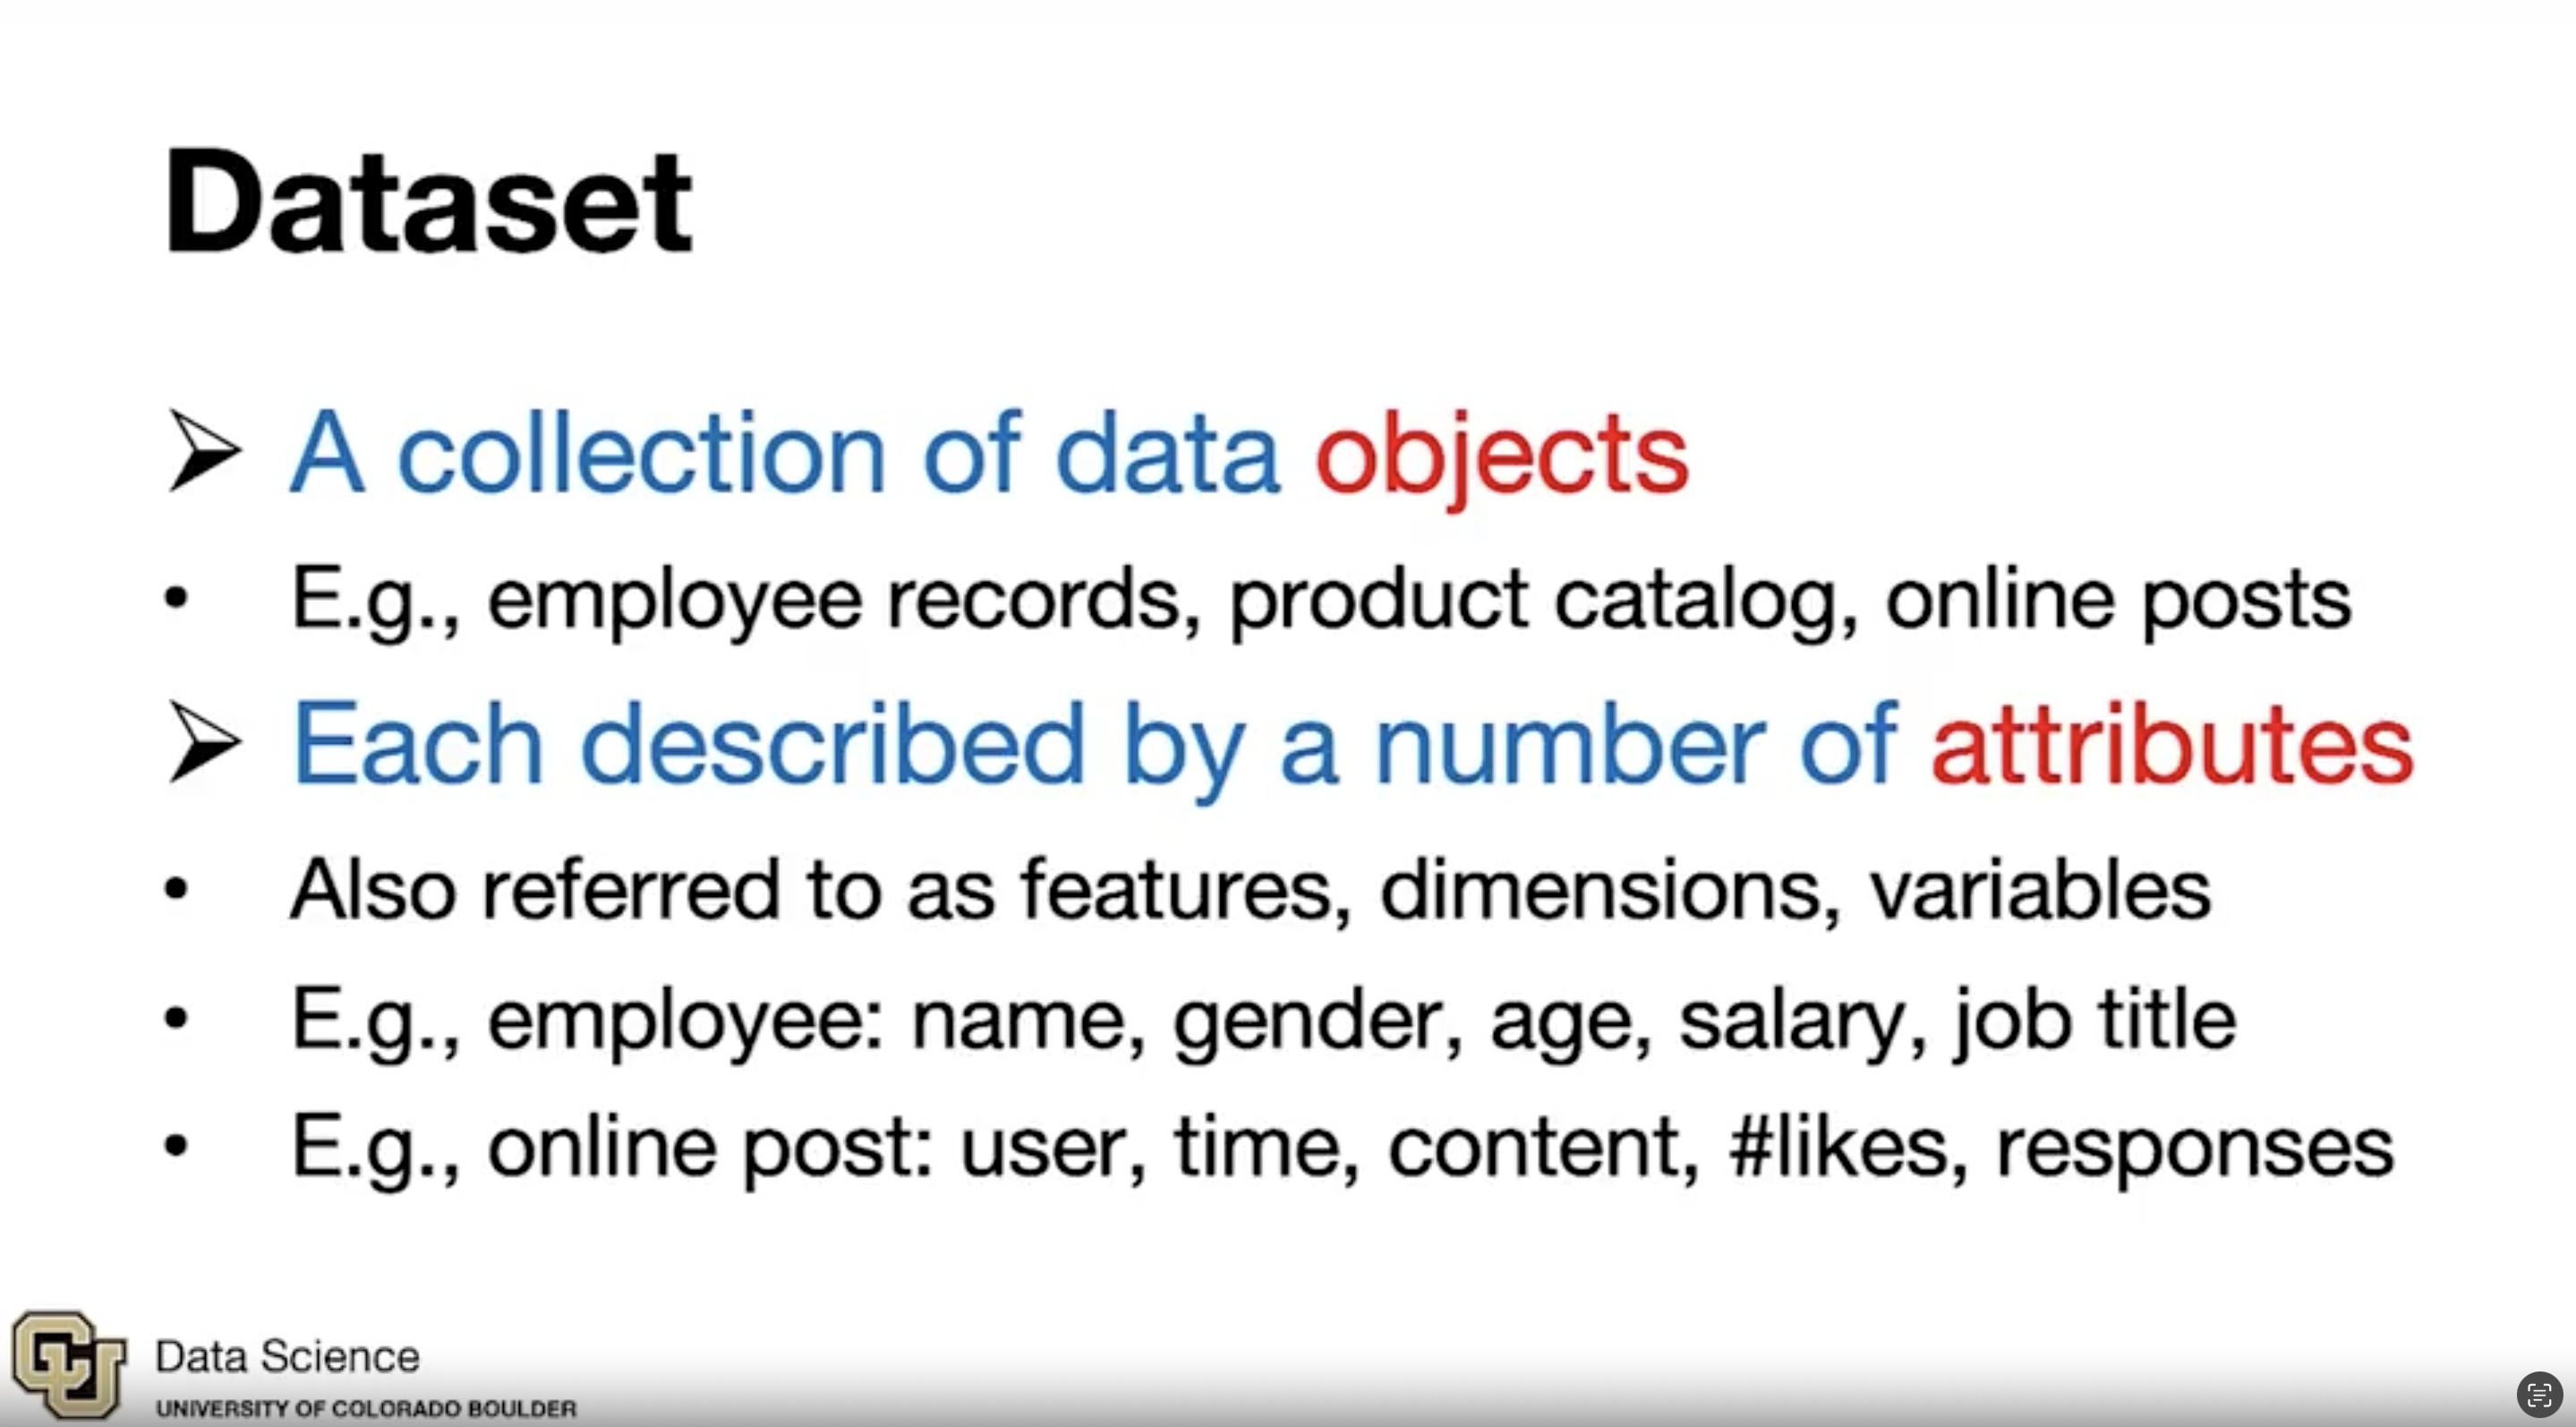 Dataset
➢ A collection of data objects
• E.g., employee records, product catalog, online posts
➢ Each described by a number of attributes
• Also referred to as features, dimensions, variables
• E.g., employee: name, gender, age, salary, job title
• E.g., online post: user, time, content, #likes, responses
CU
Data Science
UNIVERSITY OF COLORADO BOULDER